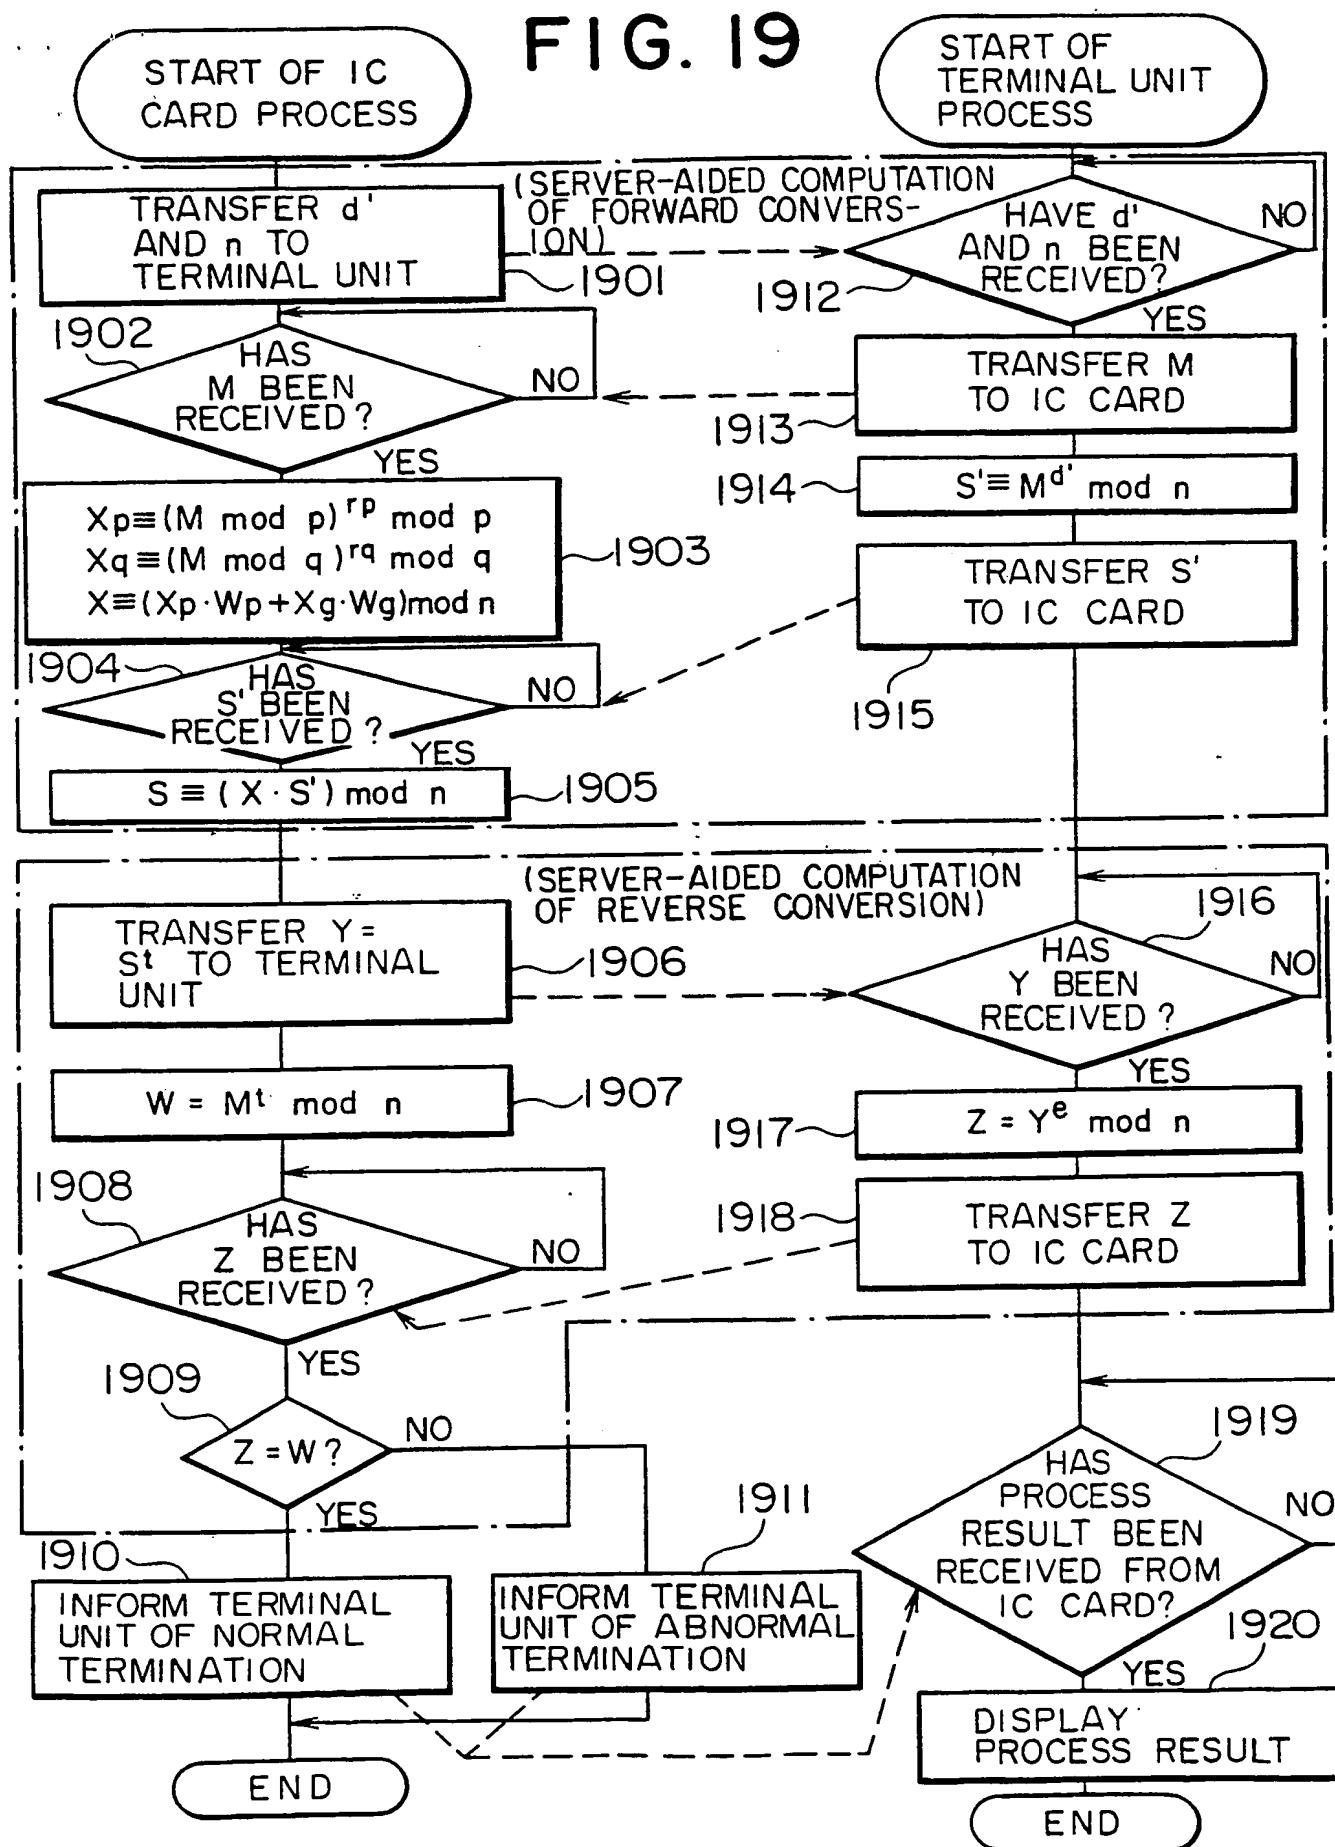 FIG. 19
START OF IC
CARD PROCESS
START OF
TERMINAL UNIT
PROCESS
TRANSFER d'
AND n TO
TERMINAL UNIT
1901
(SERVER-AIDED COMPUTATION
OF FORWARD CONVERS-
ION)
HAVE d'
AND n BEEN
RECEIVED?
NO
1912
YES
1902
HAS
M BEEN
RECEIVED?
NO
YES
TRANSFER M
TO IC CARD
1913
1914
S'≡M^d' mod n
Xp≡(M mod p)^rp mod p
Xq≡(M mod q)^rq mod q
X≡(Xp·Wp+Xg·Wg)mod n
1903
TRANSFER S'
TO IC CARD
1915
1904
HAS
S' BEEN
RECEIVED?
NO
YES
S≡(X·S') mod n
1905
(SERVER-AIDED COMPUTATION
OF REVERSE CONVERSION)
TRANSFER Y=
S^t TO TERMINAL
UNIT
1906
1916
HAS
Y BEEN
RECEIVED?
NO
YES
W = M^t mod n
1907
1917
Z = Y^e mod n
1908
HAS
Z BEEN
RECEIVED?
NO
YES
1918
TRANSFER Z
TO IC CARD
1909
Z = W?
NO
YES
1919
HAS
PROCESS
RESULT BEEN
RECEIVED FROM
IC CARD?
NO
YES
1910
INFORM TERMINAL
UNIT OF NORMAL
TERMINATION
1911
INFORM TERMINAL
UNIT OF ABNORMAL
TERMINATION
1920
DISPLAY
PROCESS RESULT
END
END